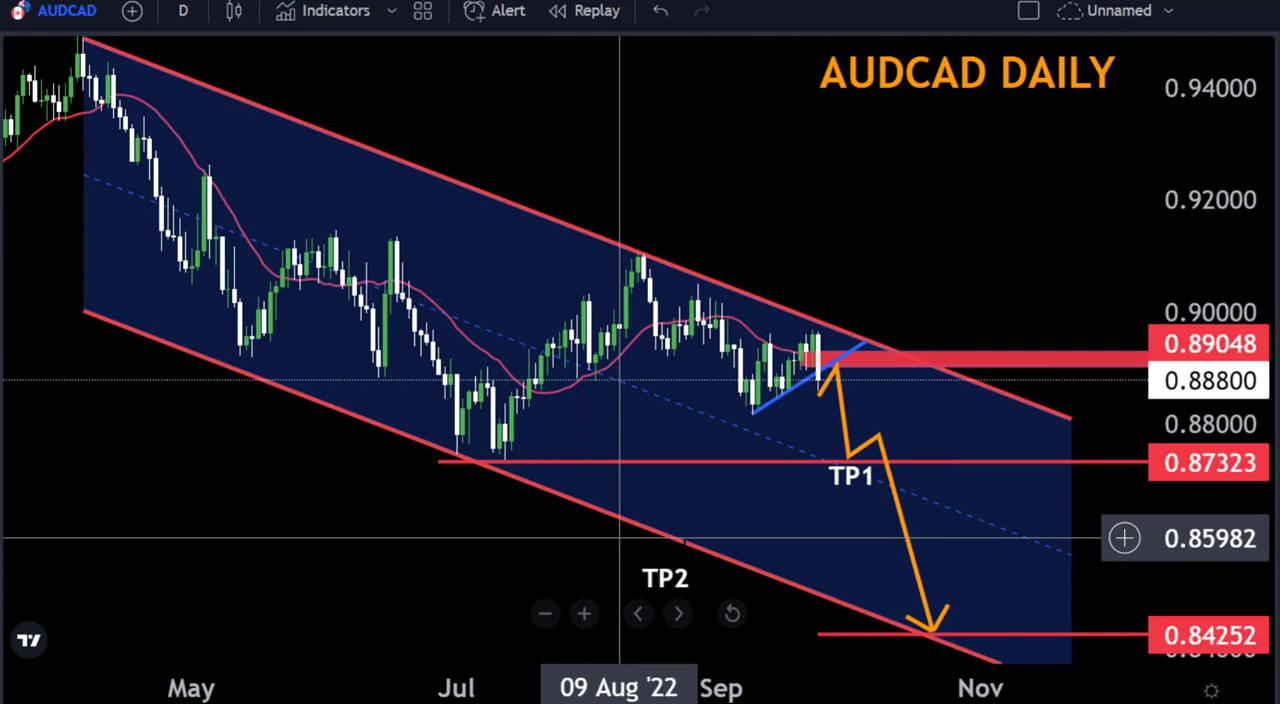 AUDCAD D Indicators Alert Replay Unnamed
AUDCAD DAILY
0.94000
0.92000
0.90000
0.89048
0.88800
0.88000
0.87323
TP1
0.85982
TP2
0.84252
May Jul 09 Aug '22 Sep Nov